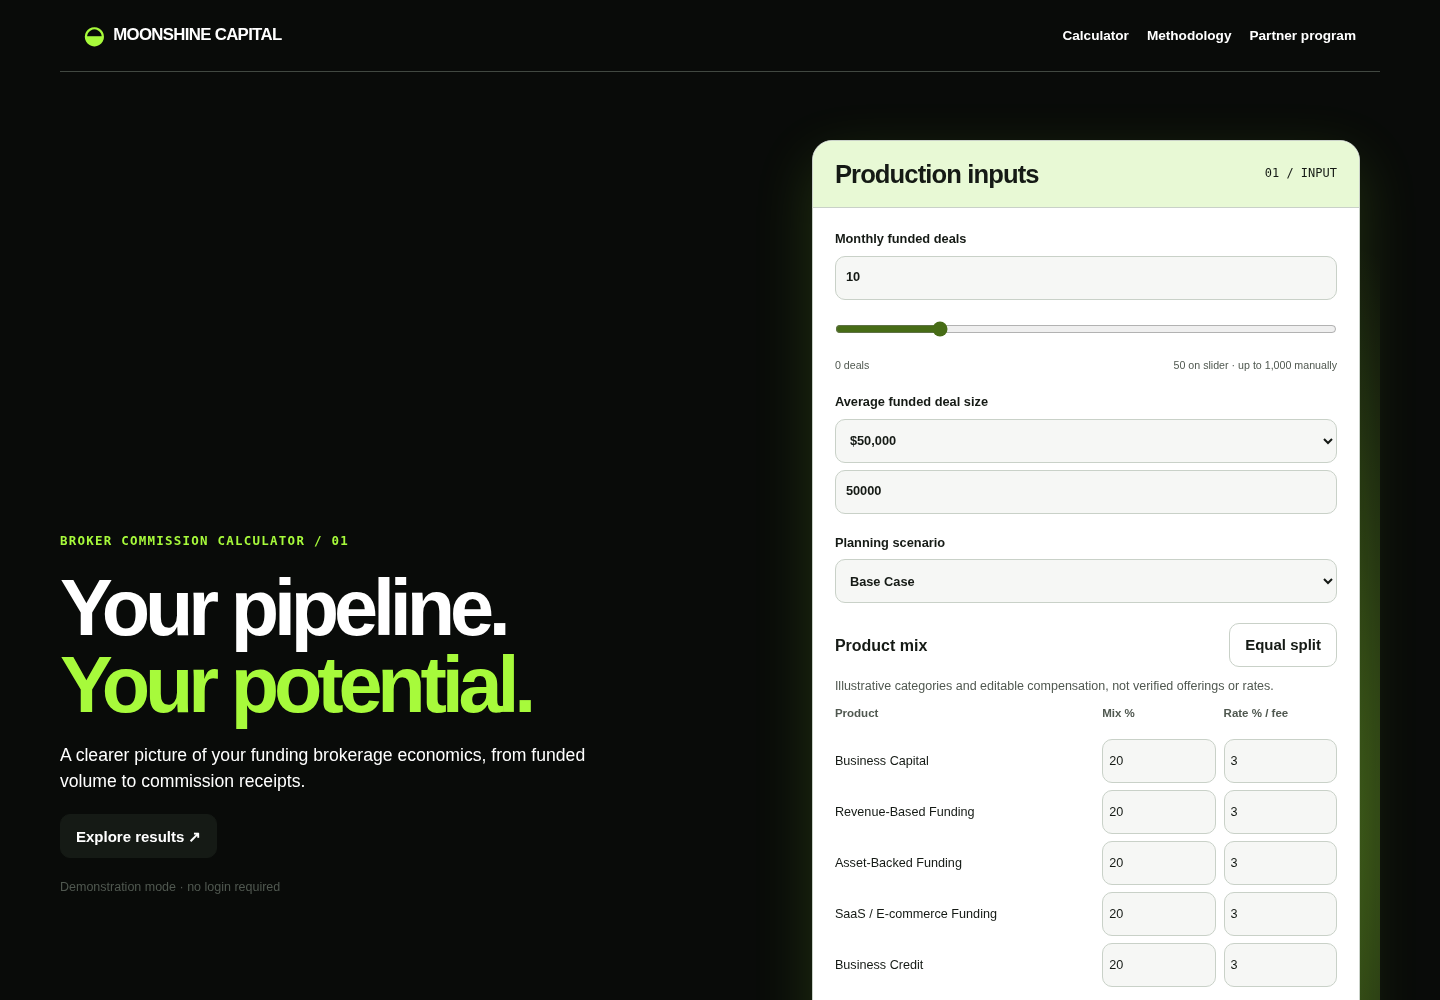 MOONSHINE CAPITAL
Calculator Methodology Partner program
BROKER COMMISSION CALCULATOR / 01
Your pipeline.
Your potential.
A clearer picture of your funding brokerage economics, from funded
volume to commission receipts.
Explore results ↗
Demonstration mode · no login required
Production inputs
01 / INPUT
Monthly funded deals
10
0 deals
50 on slider · up to 1,000 manually
Average funded deal size
$50,000
50000
Planning scenario
Base Case
Product mix
Equal split
Illustrative categories and editable compensation, not verified offerings or rates.
Product Mix % Rate % / fee
Business Capital 20 3
Revenue-Based Funding 20 3
Asset-Backed Funding 20 3
SaaS / E-commerce Funding 20 3
Business Credit 20 3